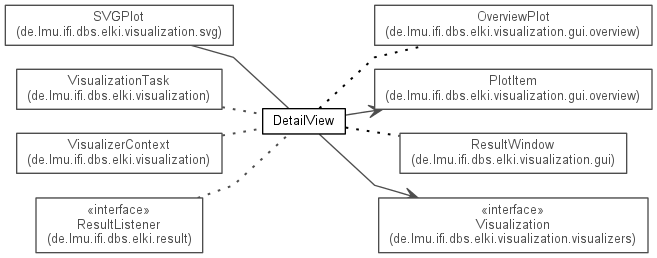 SVGPlot
(de.lmu.ifi.dbs.elki.visualization.svg)
OverviewPlot
(de.lmu.ifi.dbs.elki.visualization.gui.overview)
VisualizationTask
(de.lmu.ifi.dbs.elki.visualization)
PlotItem
(de.lmu.ifi.dbs.elki.visualization.gui.overview)
DetailView
VisualizerContext
(de.lmu.ifi.dbs.elki.visualization)
ResultWindow
(de.lmu.ifi.dbs.elki.visualization.gui)
«interface»
ResultListener
(de.lmu.ifi.dbs.elki.result)
«interface»
Visualization
(de.lmu.ifi.dbs.elki.visualization.visualizers)